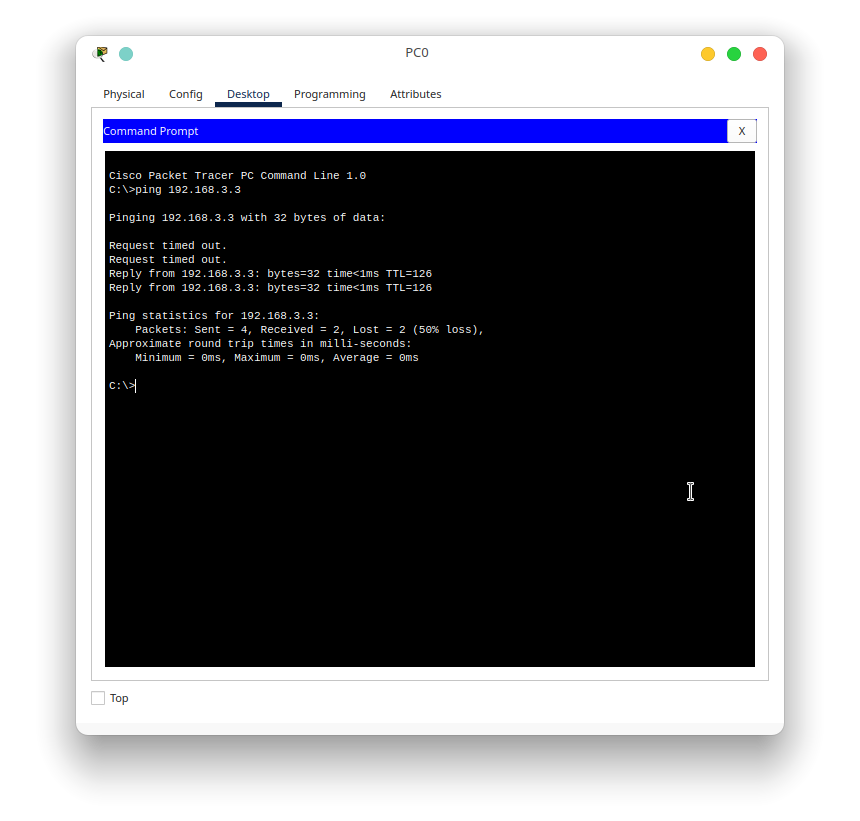 PC0
Physical Config Desktop Programming Attributes
Command Prompt X
Cisco Packet Tracer PC Command Line 1.0
C:\>ping 192.168.3.3
Pinging 192.168.3.3 with 32 bytes of data:
Request timed out.
Request timed out.
Reply from 192.168.3.3: bytes=32 time<1ms TTL=126
Reply from 192.168.3.3: bytes=32 time<1ms TTL=126
Ping statistics for 192.168.3.3:
    Packets: Sent = 4, Received = 2, Lost = 2 (50% loss),
Approximate round trip times in milli-seconds:
    Minimum = 0ms, Maximum = 0ms, Average = 0ms
C:\>
Top